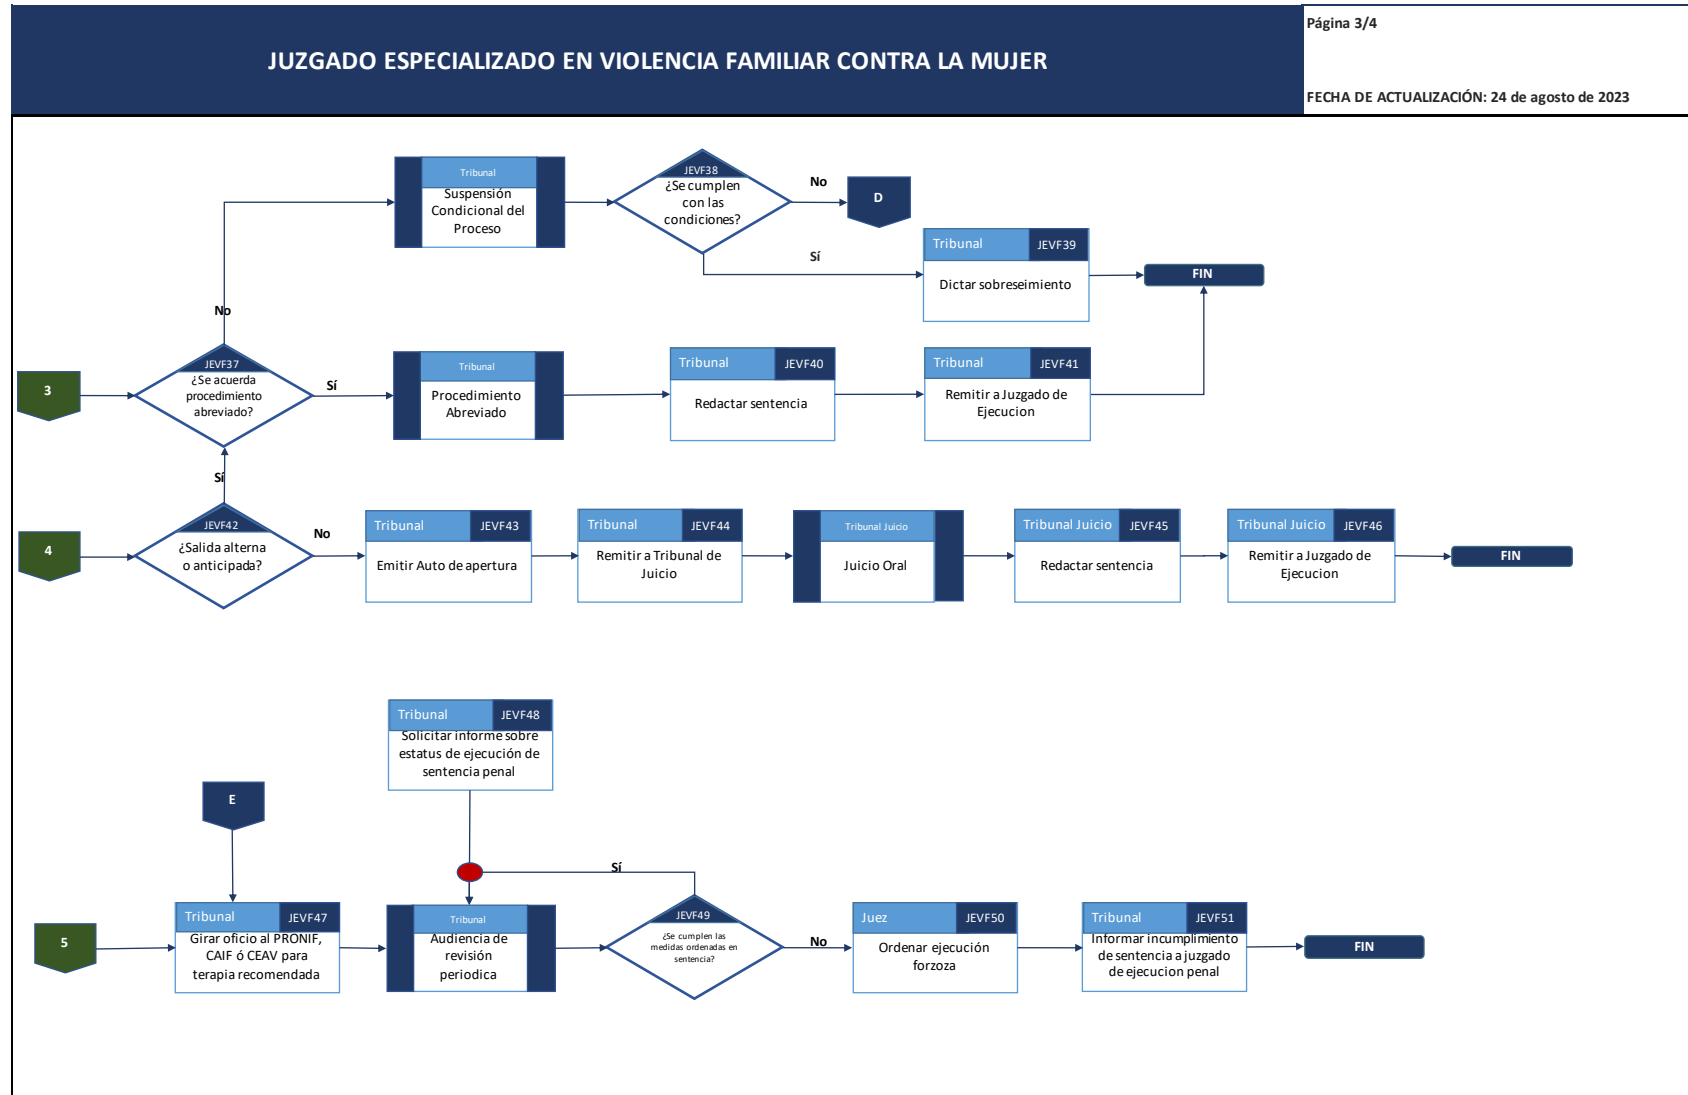 JUZGADO ESPECIALIZADO EN VIOLENCIA FAMILIAR CONTRA LA MUJER
Página 3/4
FECHA DE ACTUALIZACIÓN: 24 de agosto de 2023
Tribunal
Suspensión
Condicional del
Proceso
JEVF38
¿Se cumplen
con las
condiciones?
No
D
Sí
Tribunal JEVF39
Dictar sobreseimiento
FIN
No
3
JEVF37
¿Se acuerda
procedimiento
abreviado?
Sí
Tribunal
Procedimiento
Abreviado
Tribunal JEVF40
Redactar sentencia
Tribunal JEVF41
Remitir a Juzgado de
Ejecucion
Sí
4
JEVF42
¿Salida alterna
o anticipada?
No
Tribunal JEVF43
Emitir Auto de apertura
Tribunal JEVF44
Remitir a Tribunal de
Juicio
Tribunal Juicio
Juicio Oral
Tribunal Juicio JEVF45
Redactar sentencia
Tribunal Juicio JEVF46
Remitir a Juzgado de
Ejecucion
FIN
Tribunal JEVF48
Solicitar informe sobre
estatus de ejecución de
sentencia penal
E
Sí
5
Tribunal JEVF47
Girar oficio al PRONIF,
CAIF ó CEAV para
terapia recomendada
Tribunal
Audiencia de
revisión
periodica
JEVF49
¿Se cumplen las
medidas ordenadas en
sentencia?
No
Juez JEVF50
Ordenar ejecución
forzoza
Tribunal JEVF51
Informar incumplimiento
de sentencia a juzgado
de ejecucion penal
FIN